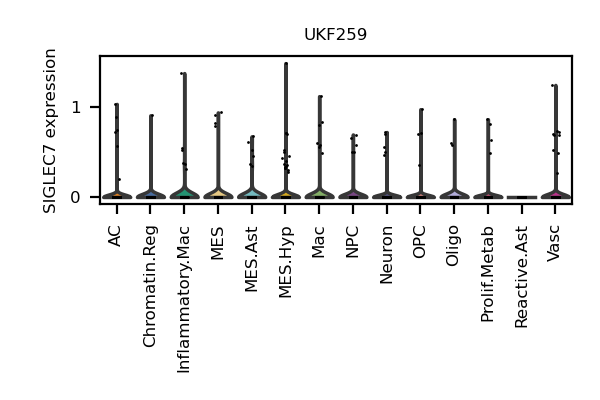 UKF259
SIGLEC7 expression
1
0
AC
Chromatin.Reg
Inflammatory.Mac
MES
MES.Ast
MES.Hyp
Mac
NPC
Neuron
OPC
Oligo
Prolif.Metab
Reactive.Ast
Vasc